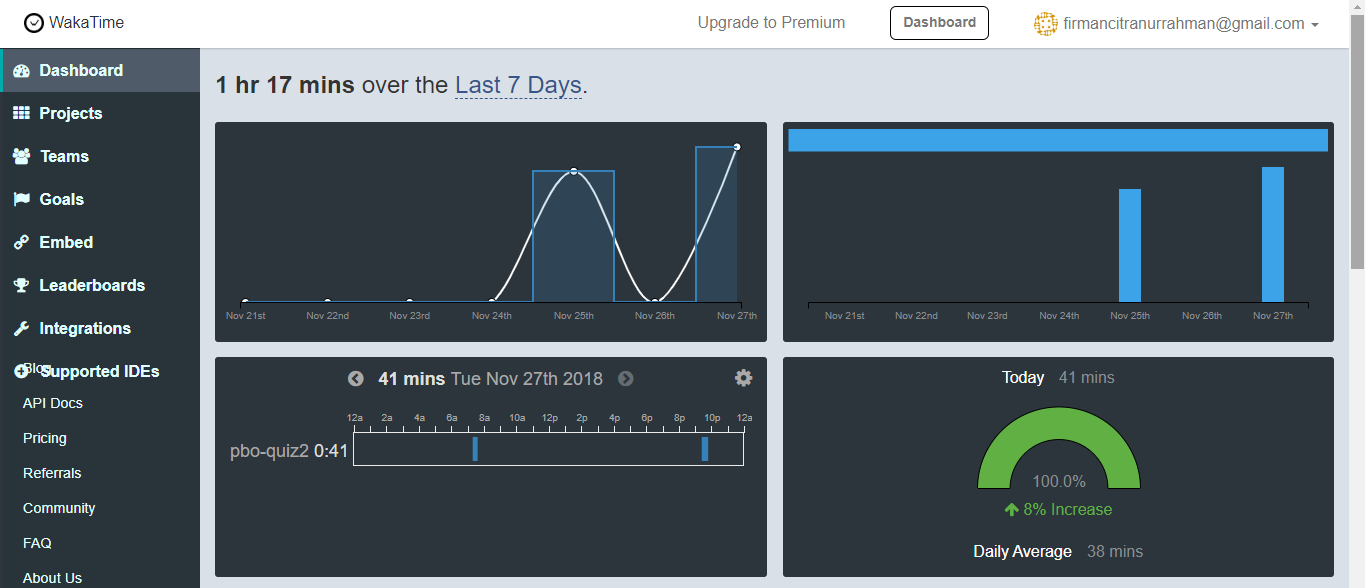 WakaTime
Upgrade to Premium
Dashboard
firmancitranurrahman@gmail.com
Dashboard
Projects
Teams
Goals
Embed
Leaderboards
Integrations
Blog
Supported IDEs
API Docs
Pricing
Referrals
Community
FAQ
About Us
1 hr 17 mins over the Last 7 Days.
Nov 21st Nov 22nd Nov 23rd Nov 24th Nov 25th Nov 26th Nov 27th
Nov 21st Nov 22nd Nov 23rd Nov 24th Nov 25th Nov 26th Nov 27th
41 mins Tue Nov 27th 2018
12a 2a 4a 6a 8a 10a 12p 2p 4p 6p 8p 10p 12a
pbo-quiz2 0:41
Today 41 mins
100.0%
8% Increase
Daily Average 38 mins